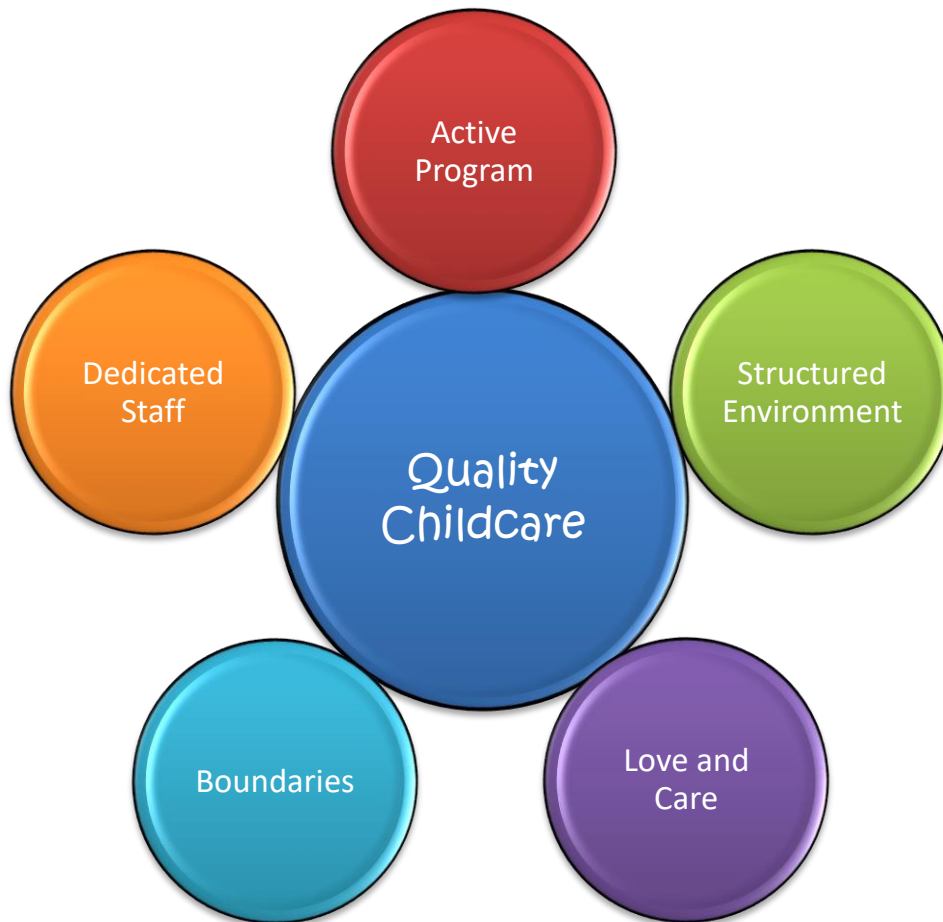 Active
Program
Dedicated
Staff
Structured
Environment
Quality
Childcare
Boundaries
Love and
Care